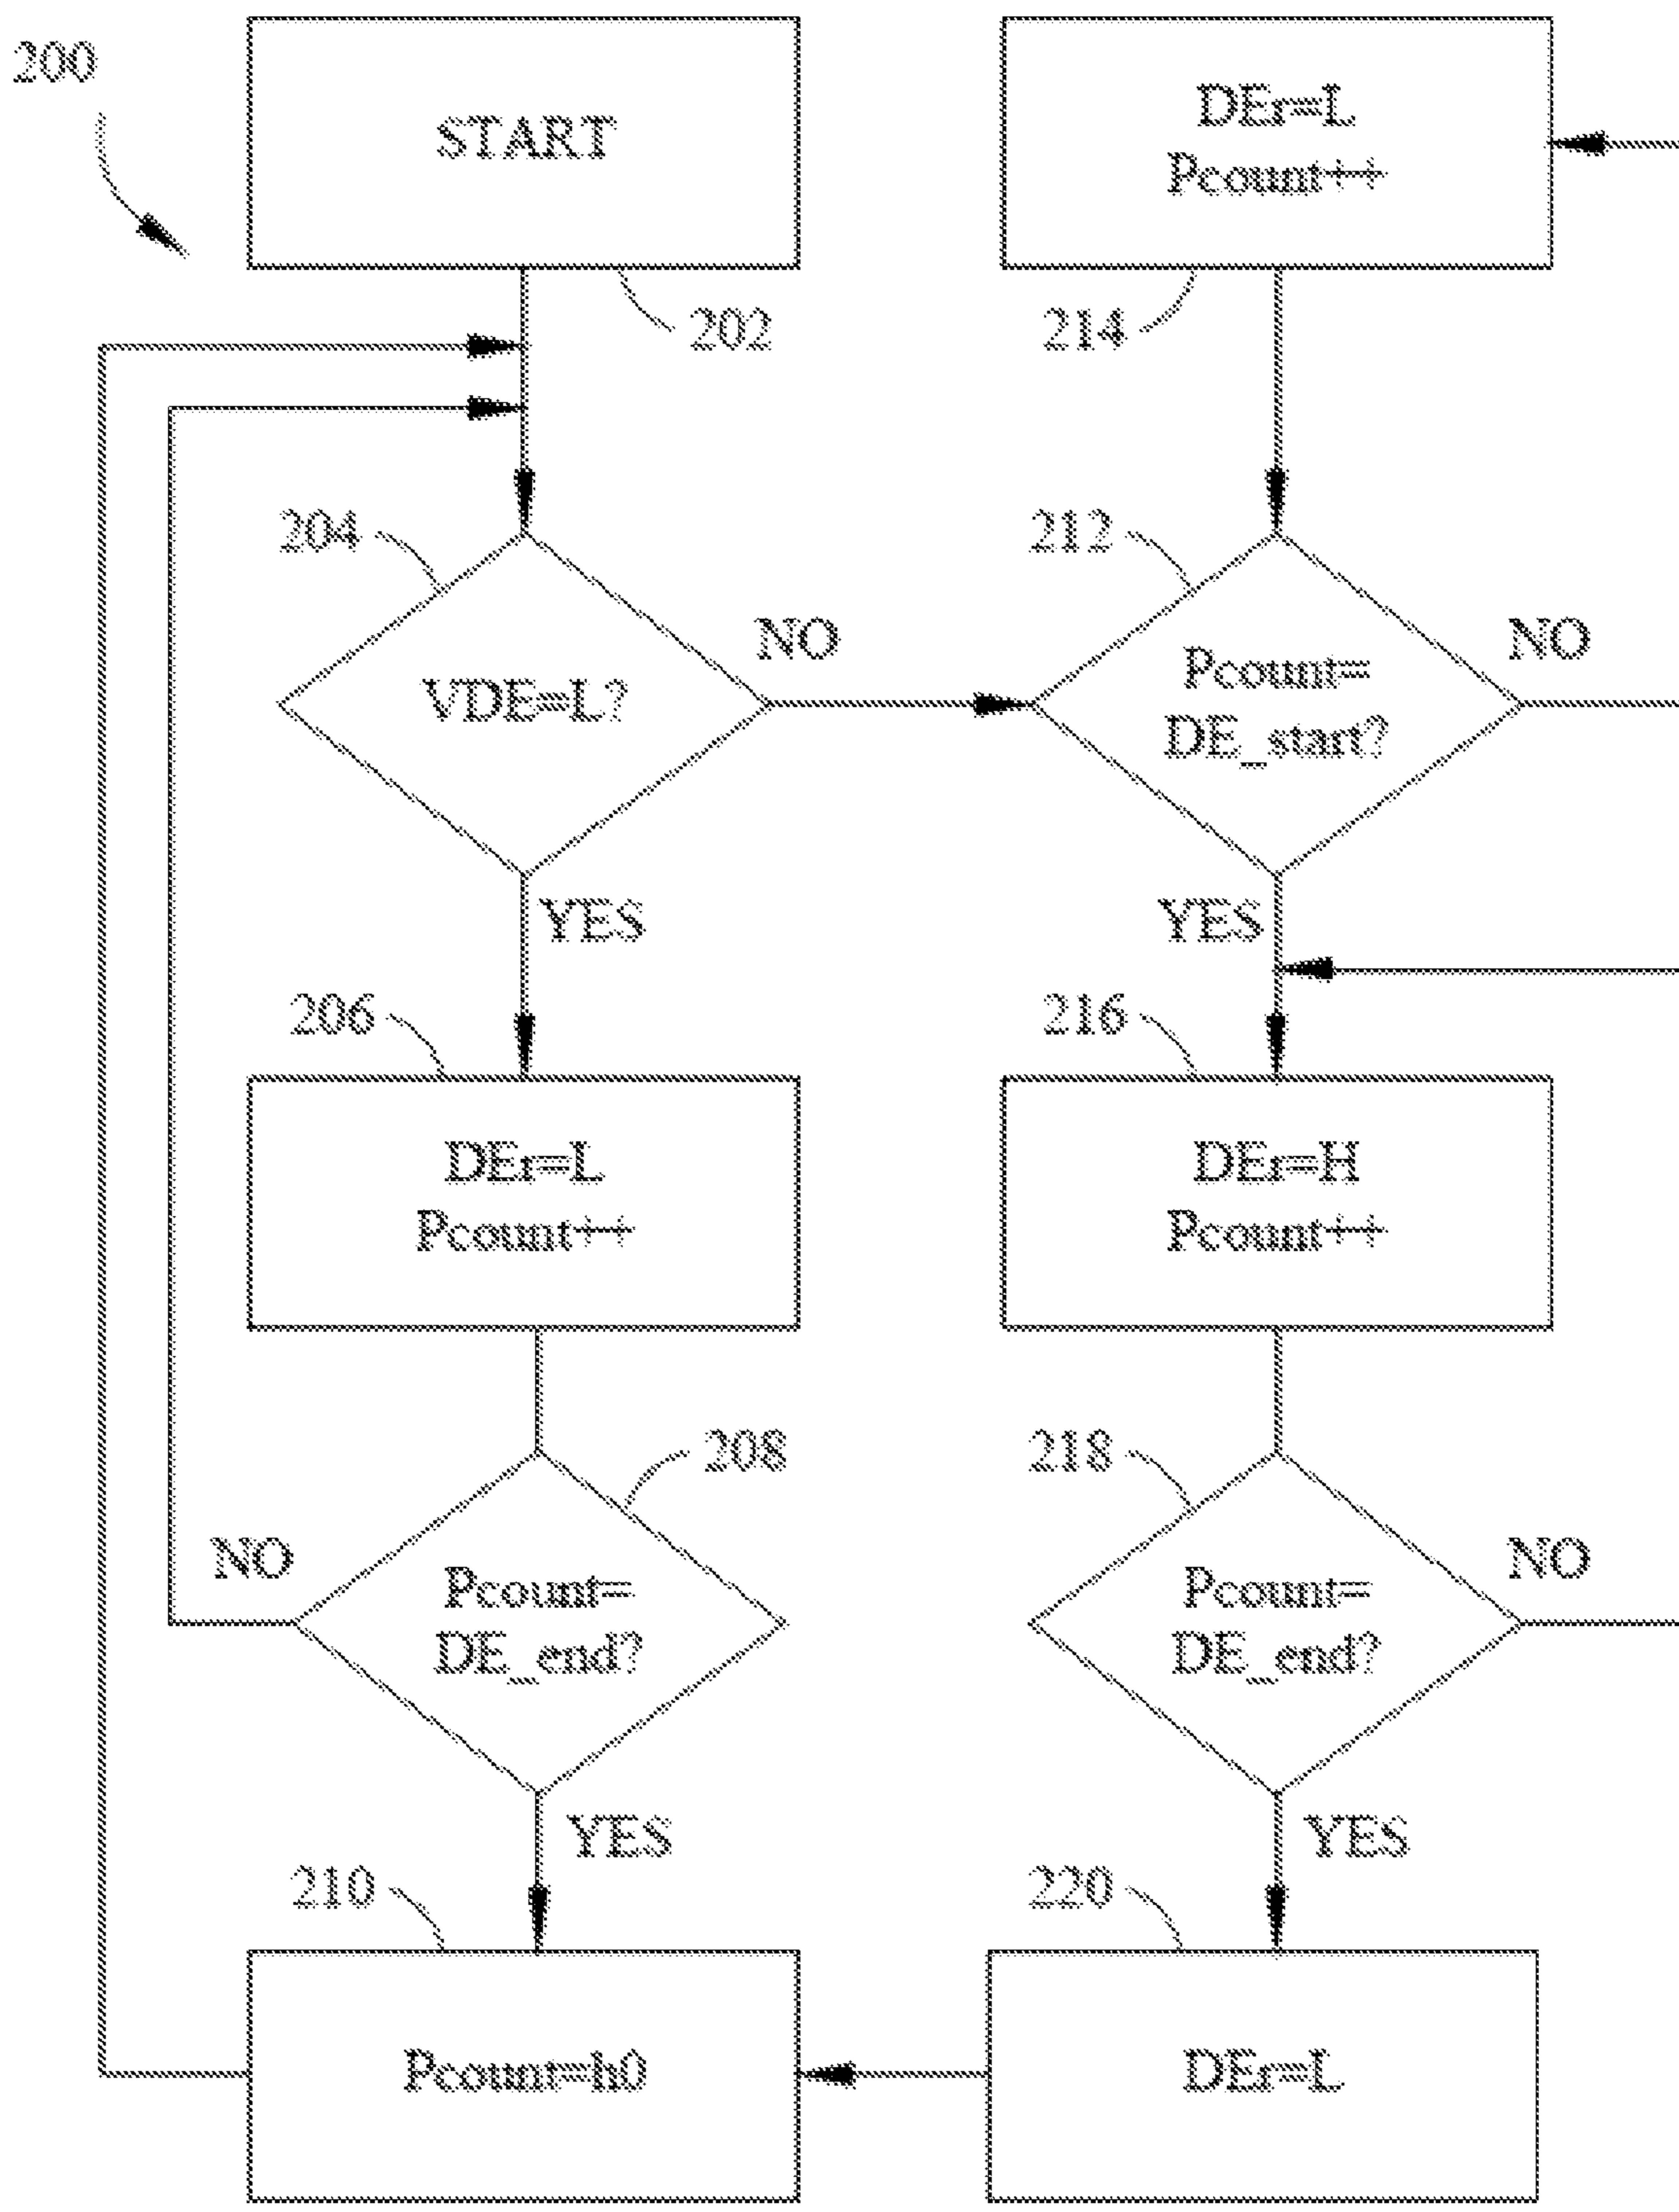 200
START
202
DEr=L
Pcount++
214
204
VDE=L?
NO
YES
212
Pcount=
DE_start?
NO
YES
206
DEr=L
Pcount++
216
DEr=H
Pcount++
208
Pcount=
DE_end?
NO
YES
218
Pcount=
DE_end?
NO
YES
210
Pcount=h0
220
DEr=L